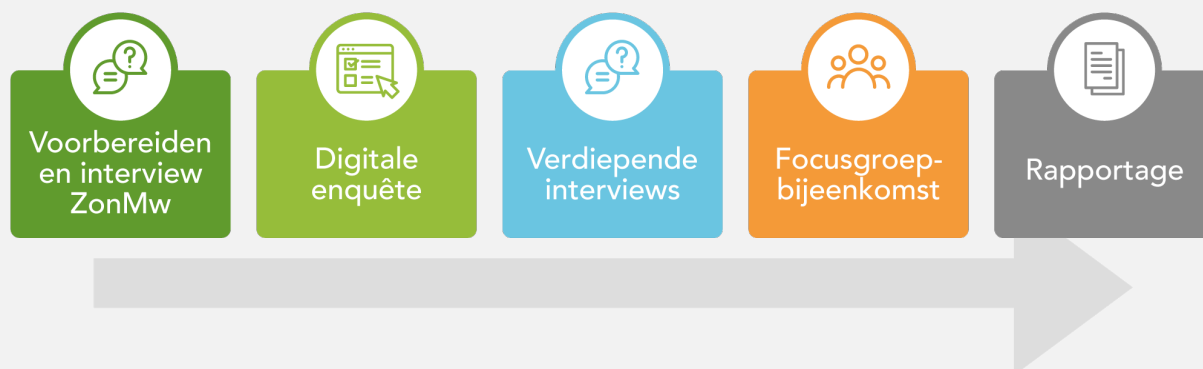 Voorbereiden
en interview
ZonMw
Digitale
enquête
Verdiepende
interviews
Focusgroep-
bijeenkomst
Rapportage